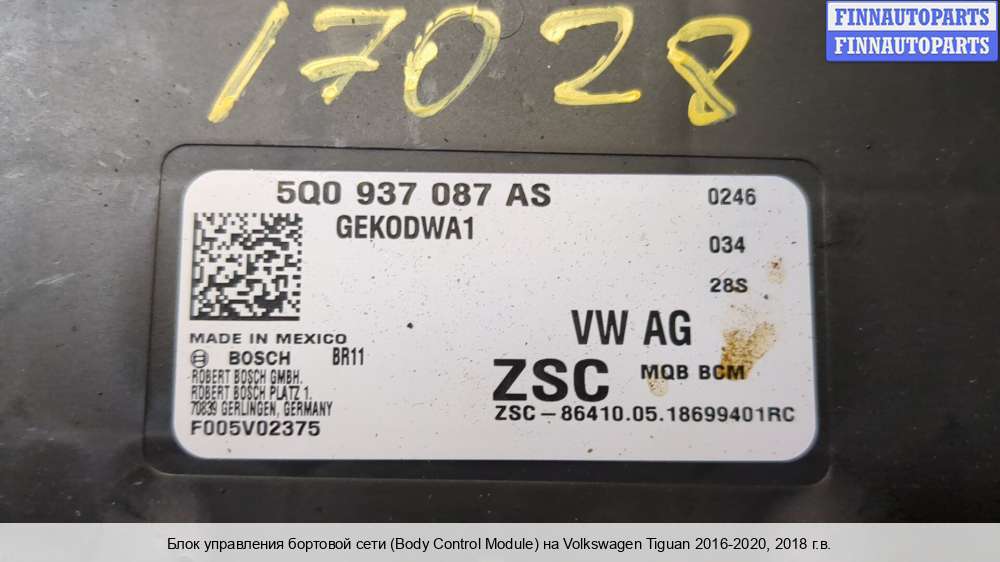 17028
FINNAUTOPARTS
FINNAUTOPARTS
5Q0 937 087 AS
0246
GEKODWA1
034
28S
VW AG
MADE IN MEXICO
BOSCH BR11
ZSC MQB BCM
ROBERT BOSCH GMBH.
ROBERT BOSCH PLATZ 1.
70839 GERLINGEN, GERMANY
ZSC-86410.05.18699401RC
F005V02375
Блок управления бортовой сети (Body Control Module) на Volkswagen Tiguan 2016-2020, 2018 г.в.